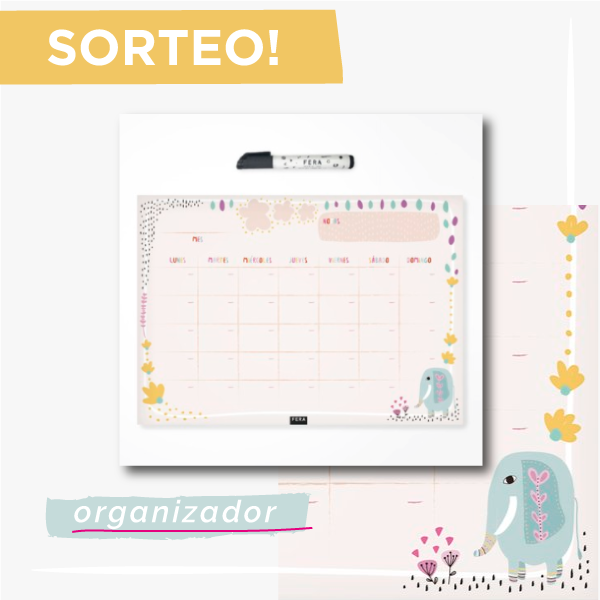 SORTEO!
FERA
MES
LUNES MARTES MIÉRCOLES JUEVES VIERNES SÁBADO DOMINGO
FERA
organizador